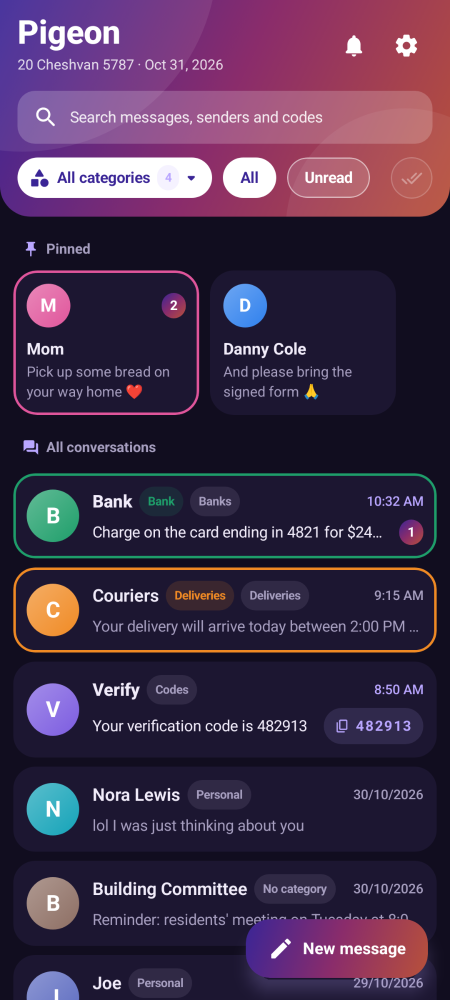 Pigeon
20 Cheshvan 5787 · Oct 31, 2026
Search messages, senders and codes
All categories 4 All Unread
Pinned
M 2
Mom
Pick up some bread on
your way home ❤️
D
Danny Cole
And please bring the
signed form 🙏
All conversations
B Bank Bank Banks 10:32 AM
Charge on the card ending in 4821 for $24… 1
C Couriers Deliveries Deliveries 9:15 AM
Your delivery will arrive today between 2:00 PM …
V Verify Codes 8:50 AM
Your verification code is 482913 482913
N Nora Lewis Personal 30/10/2026
lol I was just thinking about you
B Building Committee No category 30/10/2026
Reminder: residents' meeting on Tuesday at 8:0…
New message
J Joe Personal 29/10/2026